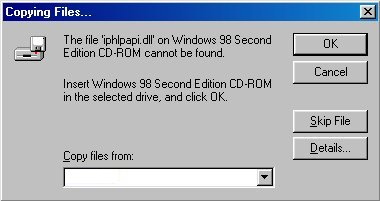 Copying Files...
The file 'iphlpapi.dll' on Windows 98 Second
Edition CD-ROM cannot be found.
Insert Windows 98 Second Edition CD-ROM
in the selected drive, and click OK.
OK
Cancel
Skip File
Details...
Copy files from: